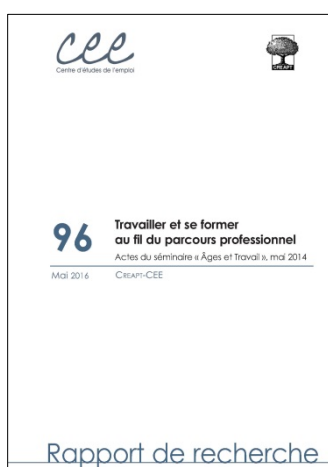 cee
Centre d'études de l'emploi
CREAPT
96
Travailler et se former
au fil du parcours professionnel
Actes du séminaire « Âges et Travail », mai 2014
Mai 2016
CREAPT-CEE
Rapport de recherche